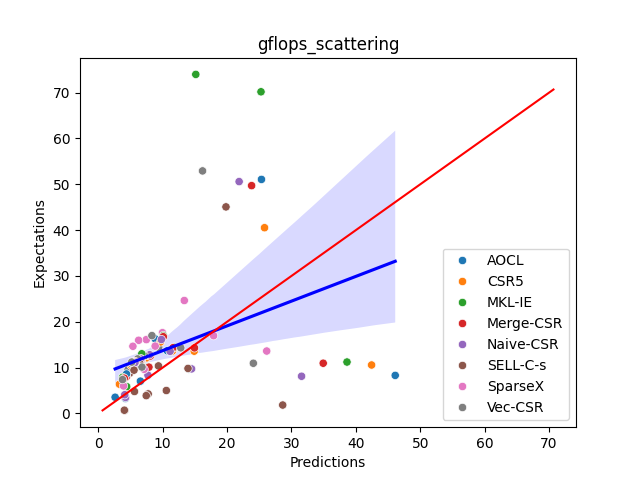 gflops_scattering
Expectations
70
60
50
40
30
20
10
0
AOCL
CSR5
MKL-IE
Merge-CSR
Naive-CSR
SELL-C-s
SparseX
Vec-CSR
0 10 20 30 40 50 60 70
Predictions